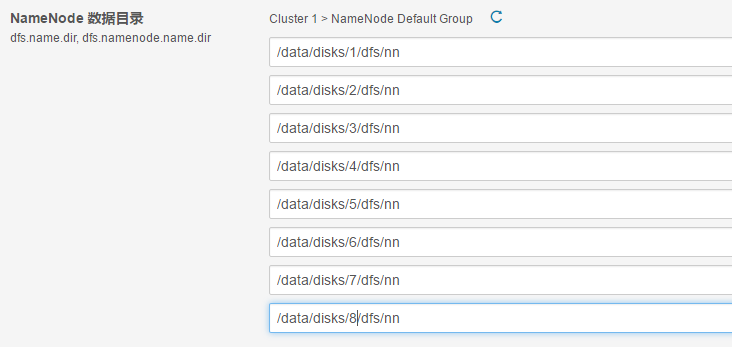 NameNode 数据目录
dfs.name.dir, dfs.namenode.name.dir
Cluster 1 > NameNode Default Group
/data/disks/1/dfs/nn
/data/disks/2/dfs/nn
/data/disks/3/dfs/nn
/data/disks/4/dfs/nn
/data/disks/5/dfs/nn
/data/disks/6/dfs/nn
/data/disks/7/dfs/nn
/data/disks/8/dfs/nn